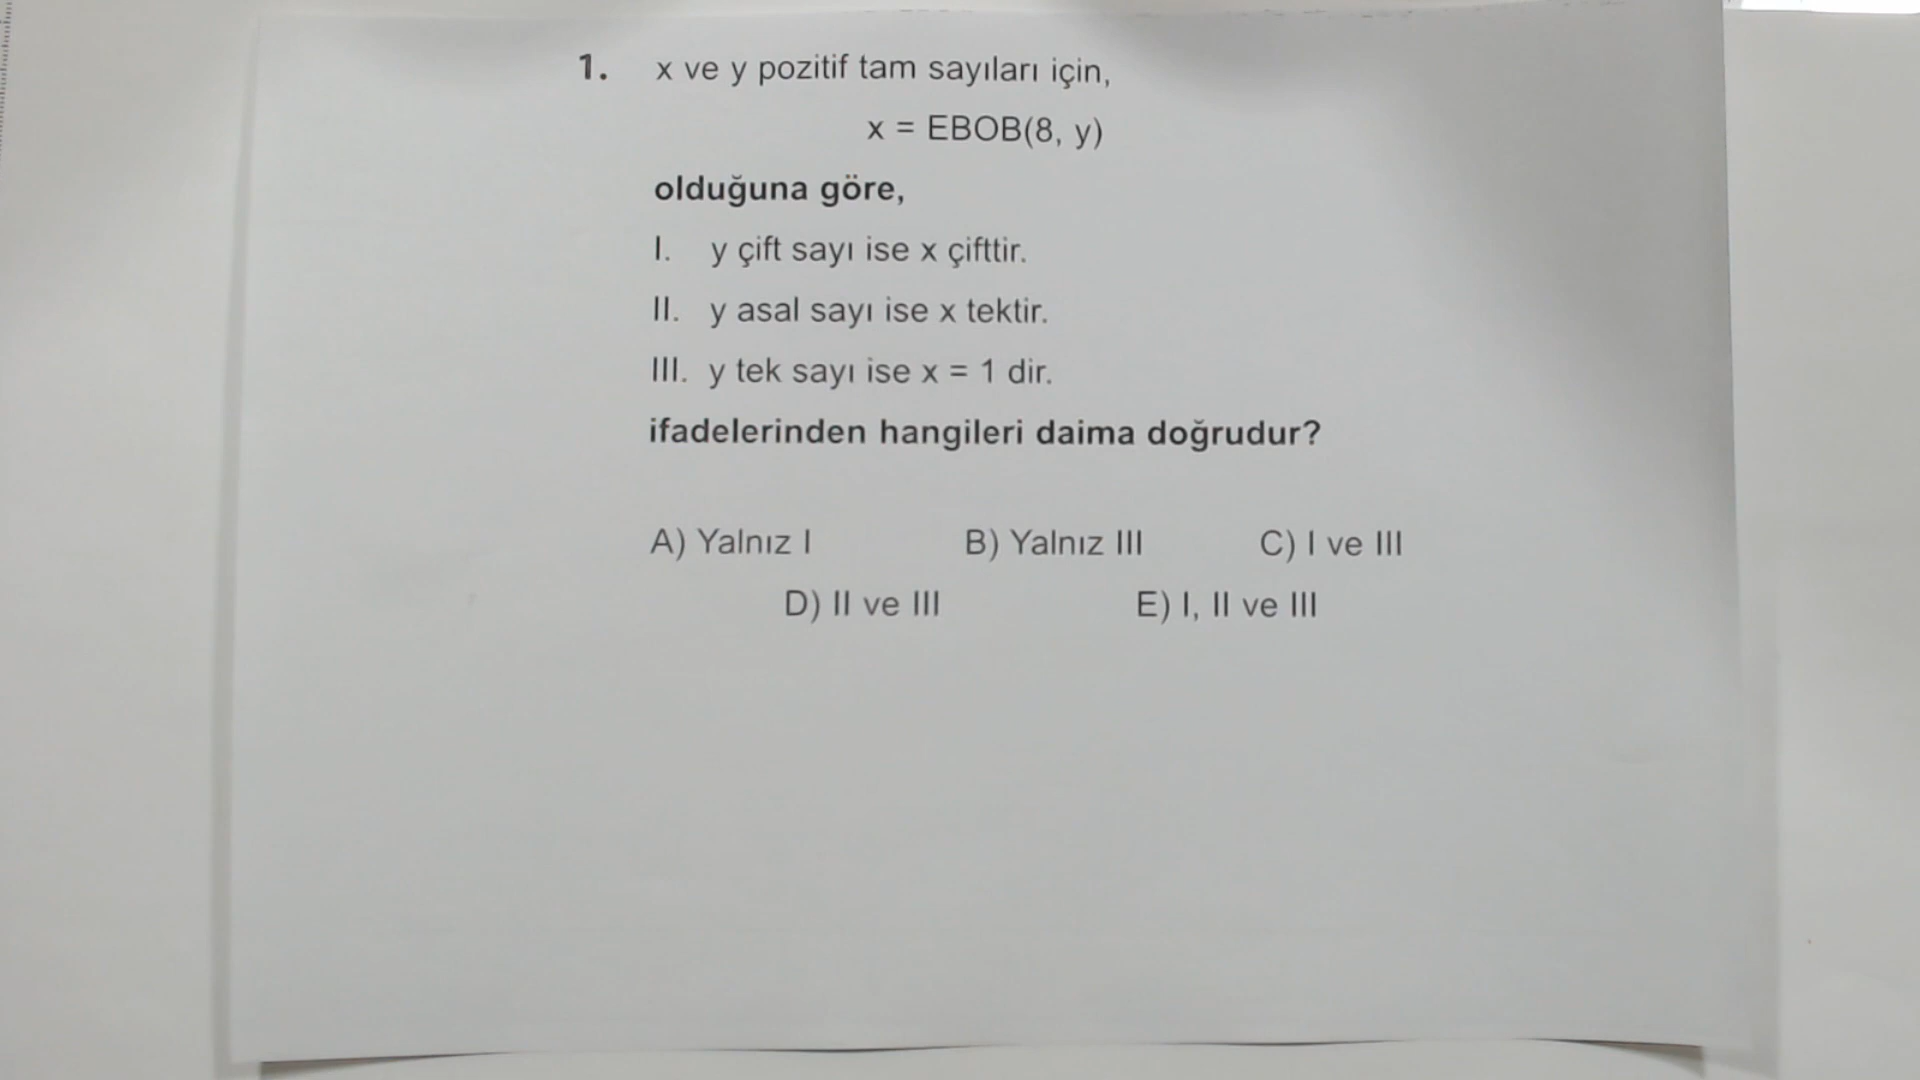 1. x ve y pozitif tam sayıları için,
x = EBOB(8, y)
olduğuna göre,
I. y çift sayı ise x çifttir.
II. y asal sayı ise x tektir.
III. y tek sayı ise x = 1 dir.
ifadelerinden hangileri daima doğrudur?
A) Yalnız I B) Yalnız III C) I ve III
D) II ve III E) I, II ve III